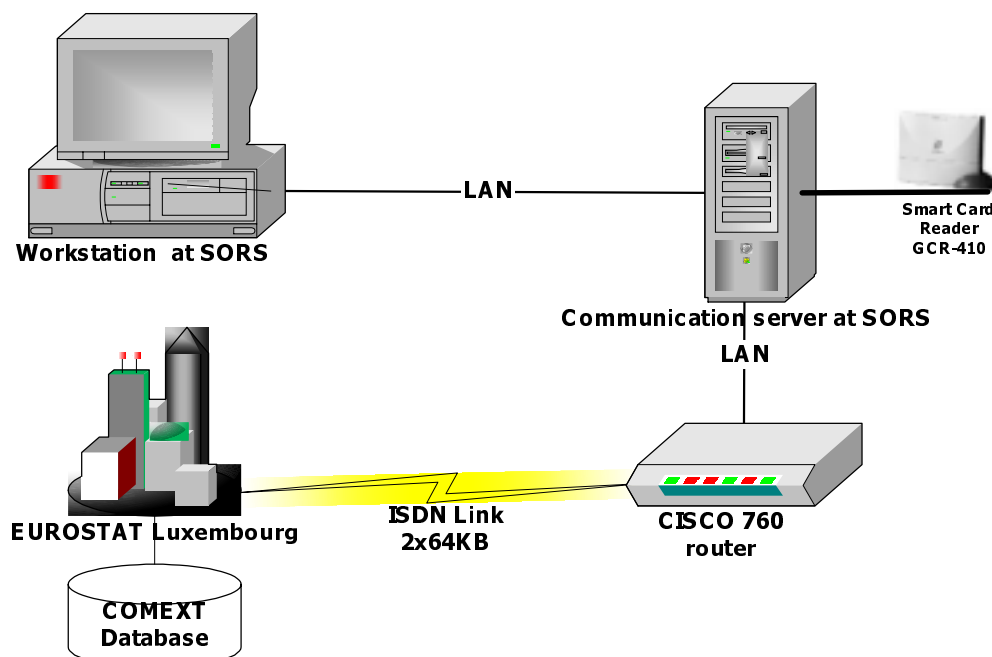 LAN
Smart Card
Reader
GCR-410
Workstation at SORS
Communication server at SORS
LAN
ISDN Link
2x64KB
CISCO 760
router
EUROSTAT Luxembourg
COMEXT
Database